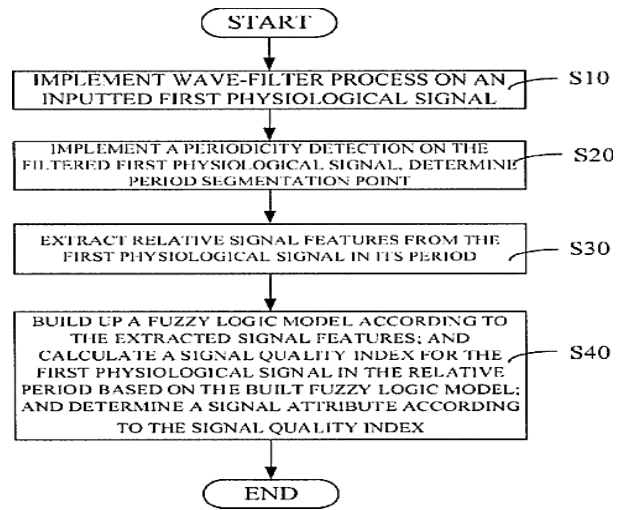 START
IMPLEMENT WAVE-FILTER PROCESS ON AN
INPUTTED FIRST PHYSIOLOGICAL SIGNAL
S10
IMPLEMENT A PERIODICITY DETECTION ON THE
FILTERED FIRST PHYSIOLOGICAL SIGNAL, DETERMINE
PERIOD SEGMENTATION POINT
S20
EXTRACT RELATIVE SIGNAL FEATURES FROM THE
FIRST PHYSIOLOGICAL SIGNAL IN ITS PERIOD
S30
BUILD UP A FUZZY LOGIC MODEL ACCORDING TO
THE EXTRACTED SIGNAL FEATURES; AND
CALCULATE A SIGNAL QUALITY INDEX FOR THE
FIRST PHYSIOLOGICAL SIGNAL IN THE RELATIVE
PERIOD BASED ON THE BUILT FUZZY LOGIC MODEL;
AND DETERMINE A SIGNAL ATTRIBUTE ACCORDING
TO THE SIGNAL QUALITY INDEX
S40
END